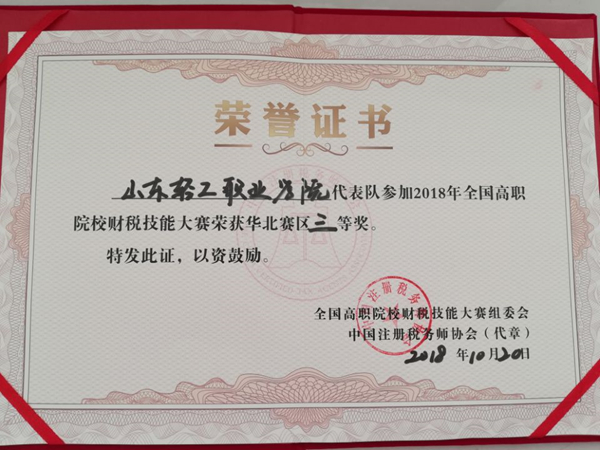 荣誉证书
山东轻工职业学院代表队参加2018年全国高职
院校财税技能大赛荣获华北赛区三等奖。
特发此证，以资鼓励。
全国高职院校财税技能大赛组委会
中国注册税务师协会（代章）
2018年10月20日